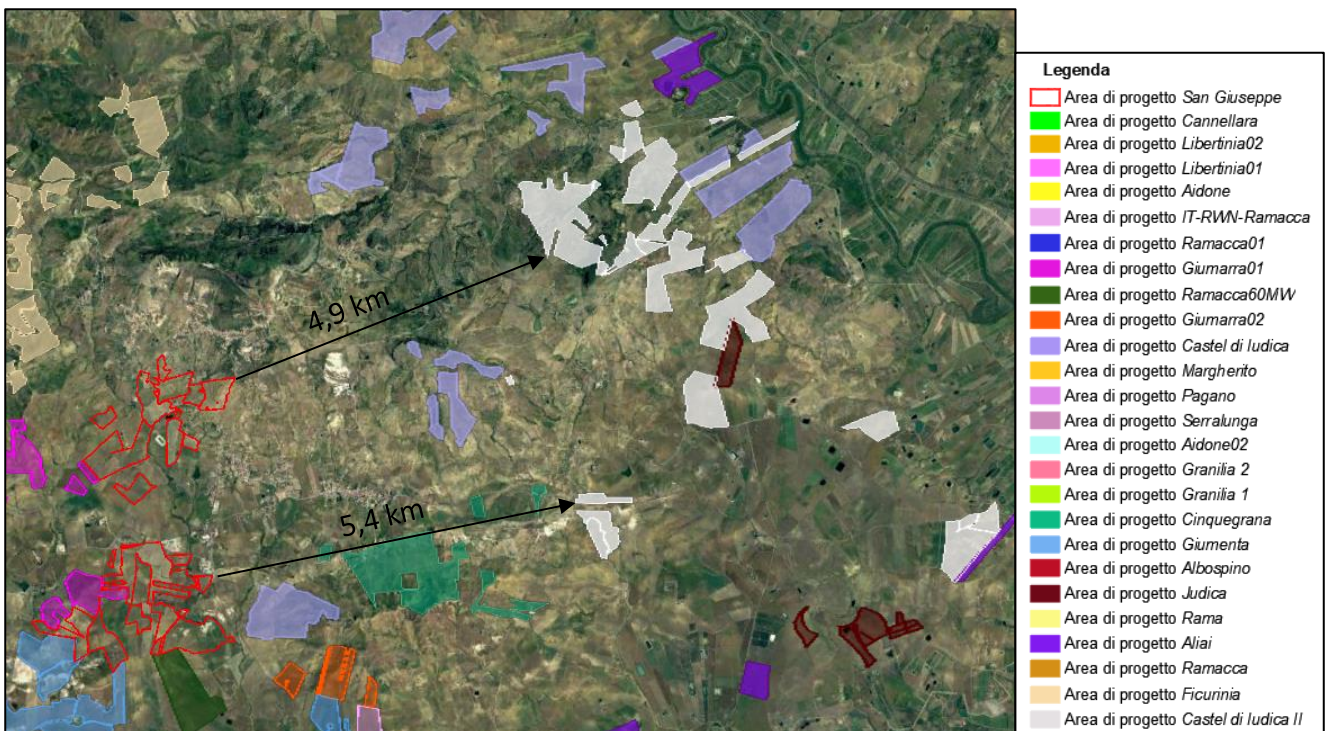 4,9 km
5,4 km
Legenda
Area di progetto San Giuseppe
Area di progetto Cannellara
Area di progetto Libertinia02
Area di progetto Libertinia01
Area di progetto Aidone
Area di progetto IT-RWN-Ramacca
Area di progetto Ramacca01
Area di progetto Giumarra01
Area di progetto Ramacca60MW
Area di progetto Giumarra02
Area di progetto Castel di Iudica
Area di progetto Margherito
Area di progetto Pagano
Area di progetto Serralunga
Area di progetto Aidone02
Area di progetto Granilia 2
Area di progetto Granilia 1
Area di progetto Cinquegrana
Area di progetto Giumenta
Area di progetto Albospino
Area di progetto Judica
Area di progetto Rama
Area di progetto Aliai
Area di progetto Ramacca
Area di progetto Ficurinia
Area di progetto Castel di Iudica II